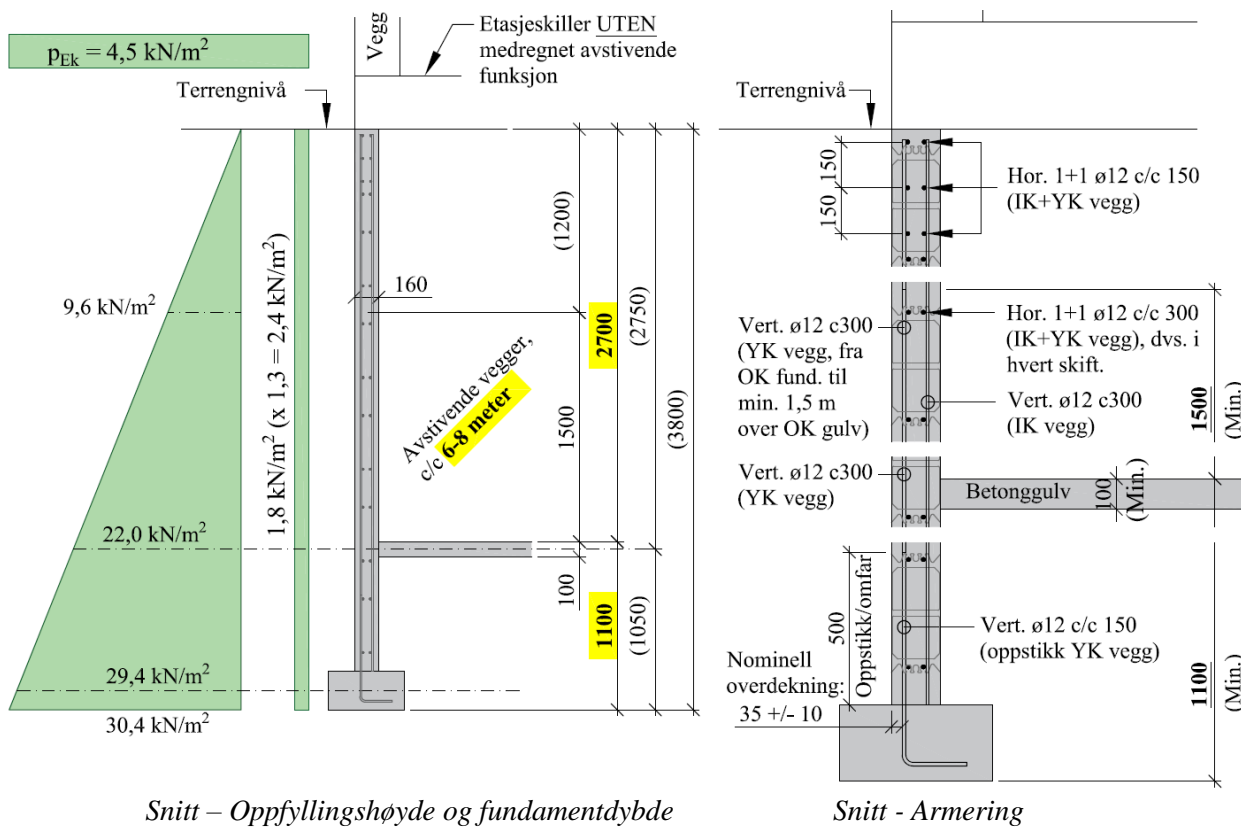 p_Ek = 4,5 kN/m²
Vegg
Etasjeskiller UTEN
medregnet avstivende
funksjon
Terrengnivå
9,6 kN/m²
22,0 kN/m²
29,4 kN/m²
30,4 kN/m²
1,8 kN/m² (x 1,3 = 2,4 kN/m²)
160
Avstivende vegger,
c/c 6-8 meter
(1200)
1500
100
2700
1100
(2750)
(1050)
(3800)
Snitt – Oppfyllingshøyde og fundamentdybde
Terrengnivå
150
150
Hor. 1+1 ø12 c/c 150
(IK+YK vegg)
Vert. ø12 c300
(YK vegg, fra
OK fund. til
min. 1,5 m
over OK gulv)
Hor. 1+1 ø12 c/c 300
(IK+YK vegg), dvs. i
hvert skift.
Vert. ø12 c300
(IK vegg)
1500
(Min.)
Vert. ø12 c300
(YK vegg)
Betonggulv
100
(Min.)
500
Oppstikk/omfar
Vert. ø12 c/c 150
(oppstikk YK vegg)
Nominell
overdekning:
35 +/- 10
1100
(Min.)
Snitt - Armering